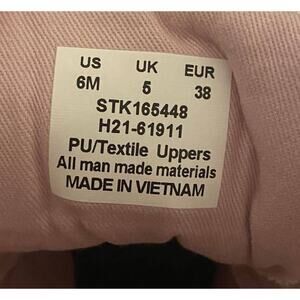 US UK EUR
6M 5 38
STK165448
H21-61911
PU/Textile Uppers
All man made materials
MADE IN VIETNAM